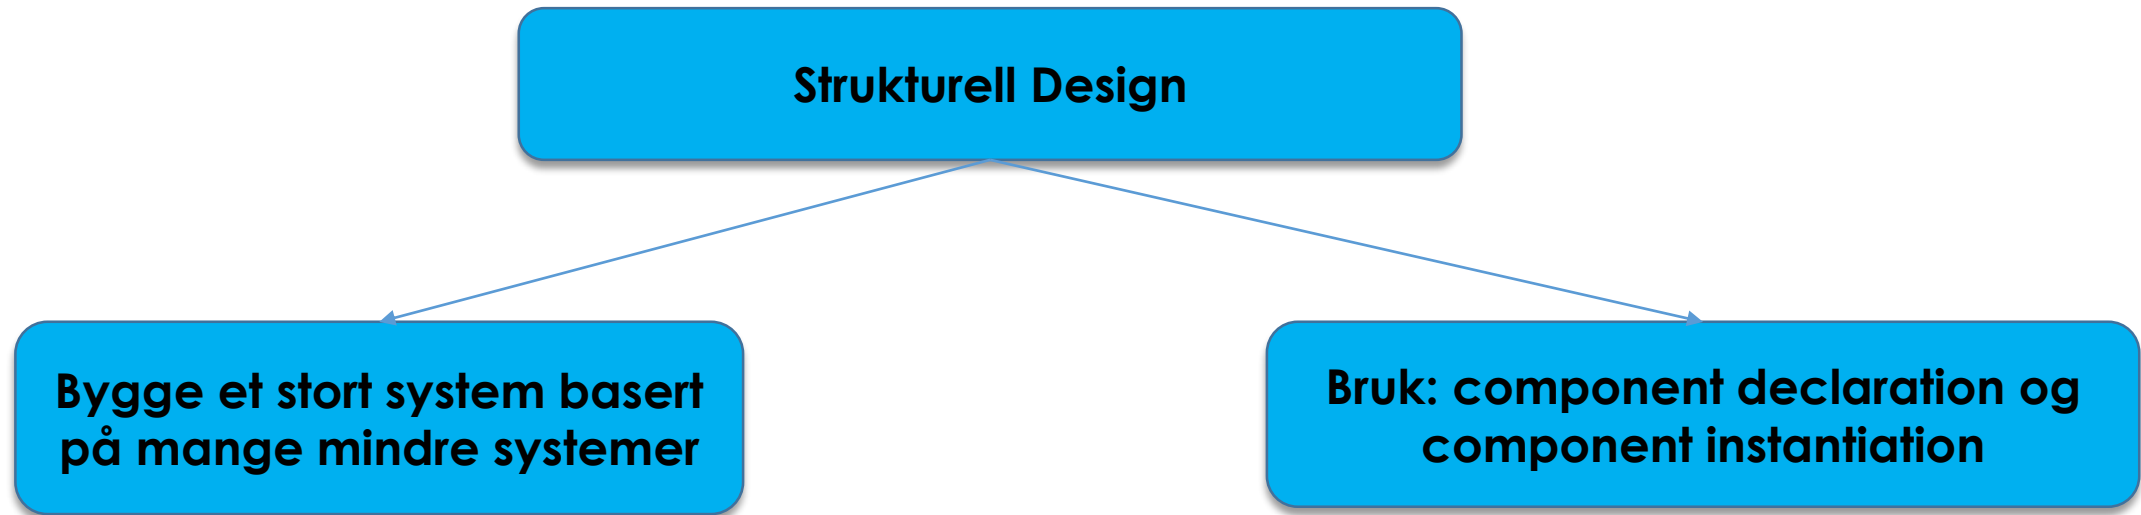 Strukturell Design
Bygge et stort system basert
på mange mindre systemer
Bruk: component declaration og
component instantiation